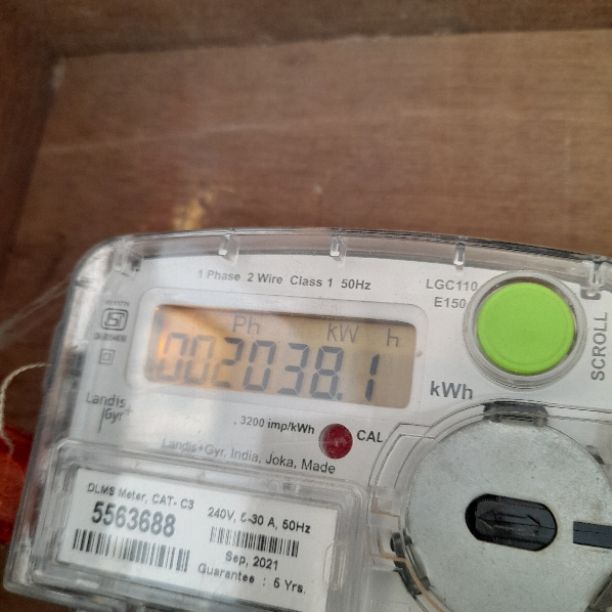 1 Phase 2 Wire Class 1 50Hz
LGC110
E150
SCROLL
Ph kW h
002038.1
kWh
Landis
Gyr+
3200 imp/kWh
CAL
Landis+Gyr, India, Joka, Made
DLMS Meter, CAT- C3
5563688
240V, 5-30 A, 50Hz
Sep, 2021
Guarantee : 5 Yrs.